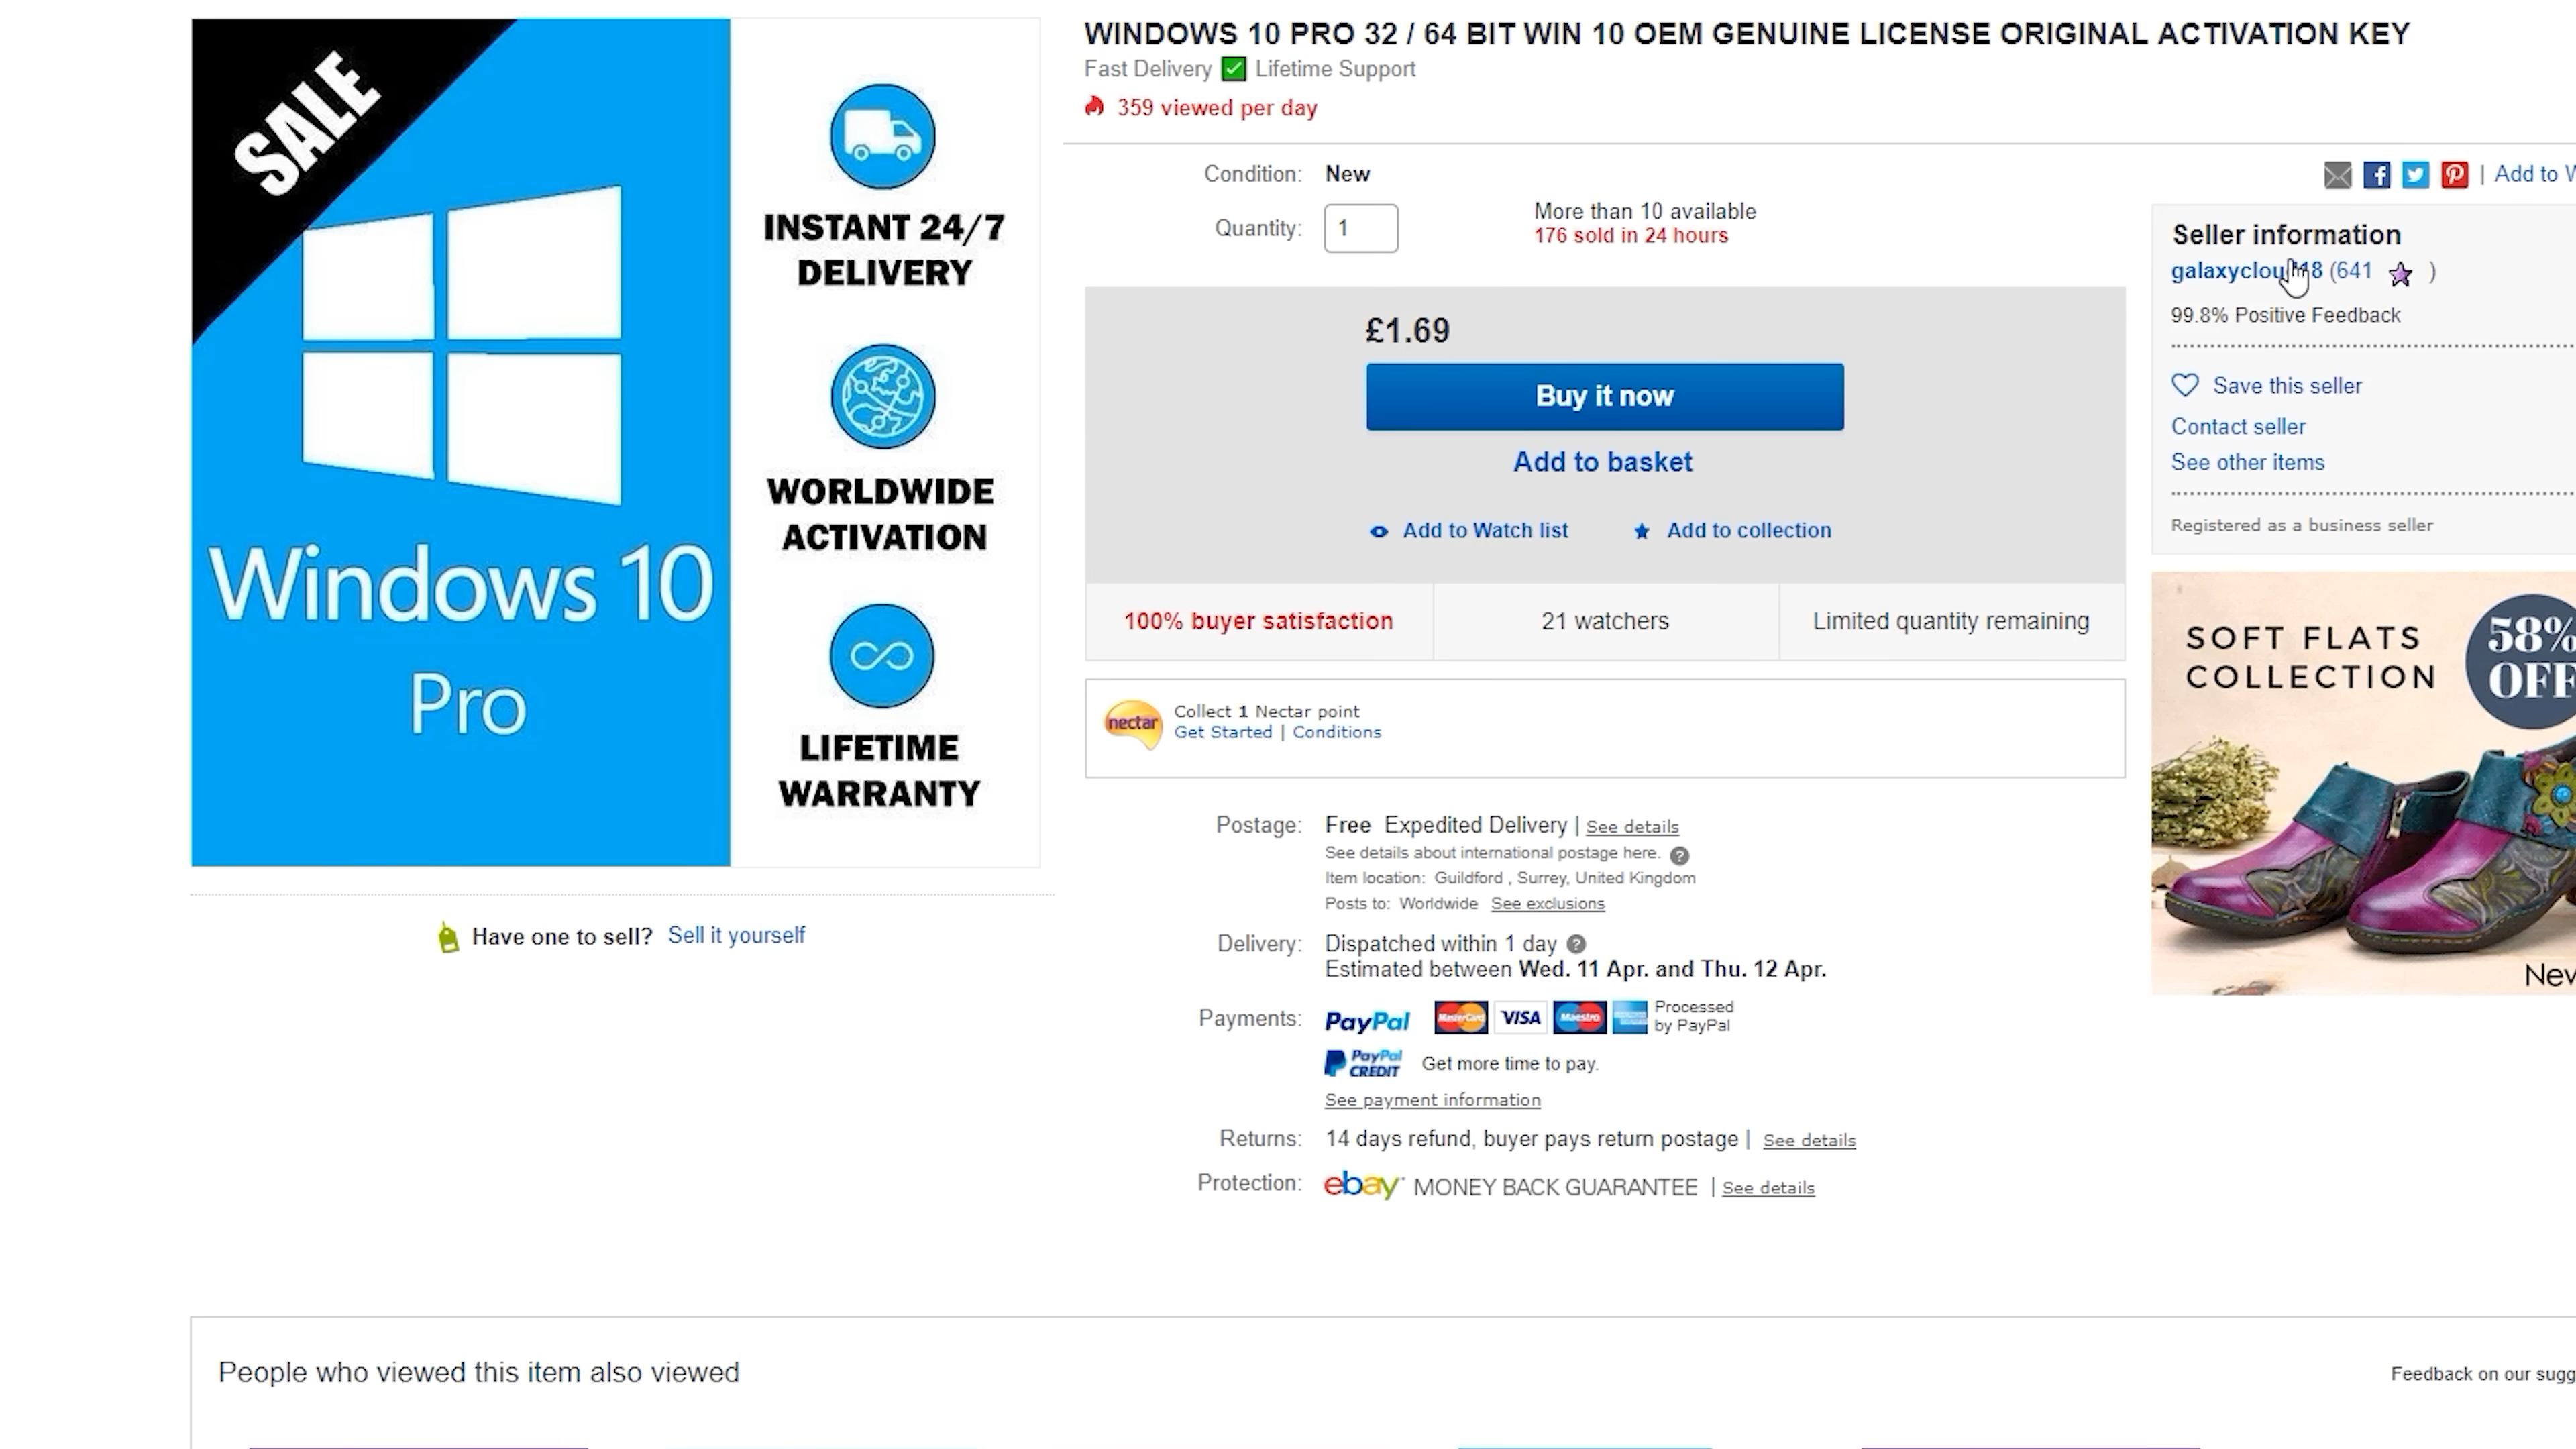 SALE
Windows 10
Pro
INSTANT 24/7
DELIVERY
WORLDWIDE
ACTIVATION
LIFETIME
WARRANTY
Have one to sell? Sell it yourself
WINDOWS 10 PRO 32 / 64 BIT WIN 10 OEM GENUINE LICENSE ORIGINAL ACTIVATION KEY
Fast Delivery ✅ Lifetime Support
359 viewed per day
Condition: New
Quantity: 1
More than 10 available
176 sold in 24 hours
£1.69
Buy it now
Add to basket
Add to Watch list
Add to collection
100% buyer satisfaction
21 watchers
Limited quantity remaining
nectar
Collect 1 Nectar point
Get Started | Conditions
Postage: Free Expedited Delivery | See details
See details about international postage here.
Item location: Guildford , Surrey, United Kingdom
Posts to: Worldwide See exclusions
Delivery: Dispatched within 1 day
Estimated between Wed. 11 Apr. and Thu. 12 Apr.
Payments: PayPal MasterCard VISA Maestro
Processed
by PayPal
PayPal
CREDIT
Get more time to pay.
See payment information
Returns: 14 days refund, buyer pays return postage | See details
Protection: ebay MONEY BACK GUARANTEE | See details
| Add to
Seller information
(641 )
99.8% Positive Feedback
Save this seller
Contact seller
See other items
Registered as a business seller
SOFT FLATS
COLLECTION
58%
OFF
People who viewed this item also viewed
Feedback on our